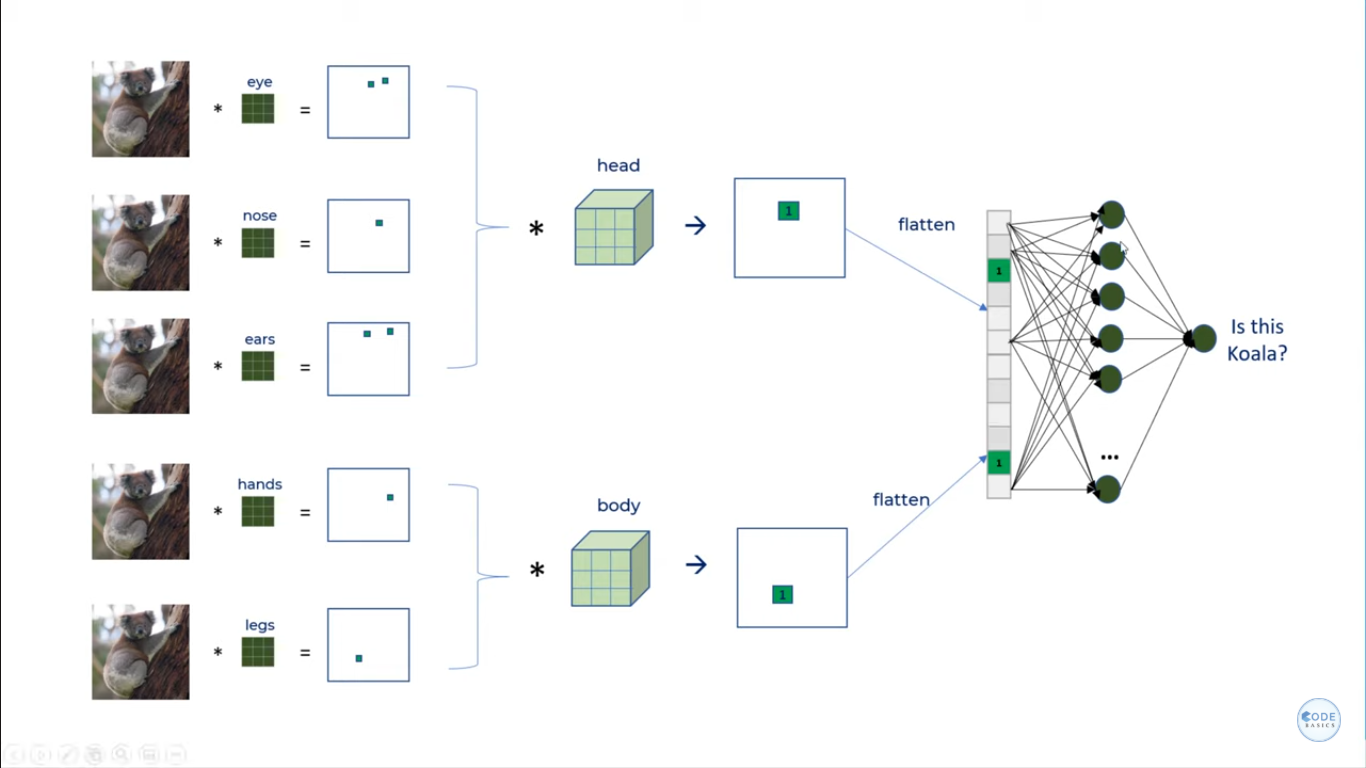 eye
*
=
nose
*
=
ears
*
=
head
*
→
1
flatten
hands
*
=
legs
*
=
body
*
→
1
flatten
1
1
...
Is this
Koala?
CODE
BASICS